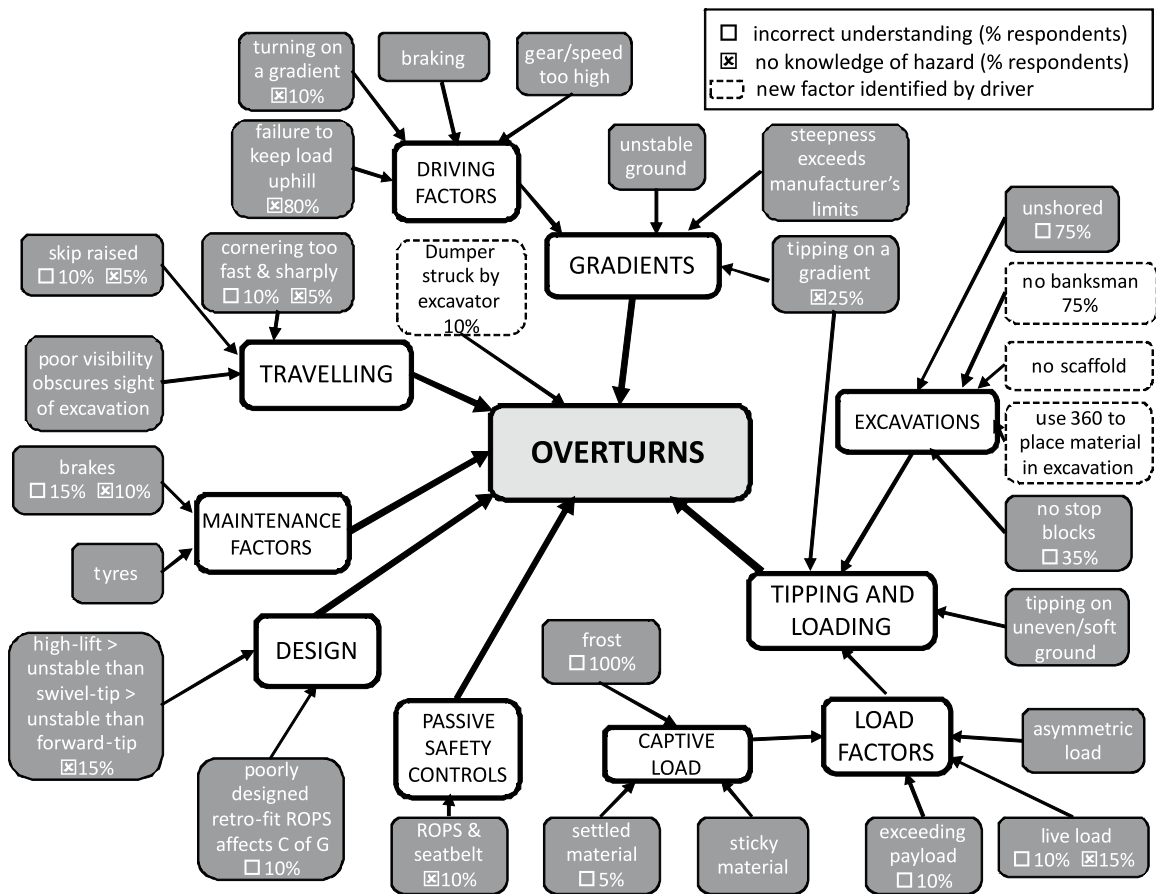 ☐ incorrect understanding (% respondents)
☒ no knowledge of hazard (% respondents)
new factor identified by driver
turning on
a gradient
☒10%
braking
gear/speed
too high
failure to
keep load
uphill
☒80%
DRIVING
FACTORS
unstable
ground
steepness
exceeds
manufacturer's
limits
unshored
☐ 75%
skip raised
☐ 10% ☒5%
cornering too
fast & sharply
☐ 10% ☒5%
Dumper
struck by
excavator
10%
GRADIENTS
tipping on a
gradient
☒25%
no banksman
75%
poor visibility
obscures sight
of excavation
TRAVELLING
no scaffold
OVERTURNS
EXCAVATIONS
use 360 to
place material
in excavation
brakes
☐ 15% ☒10%
MAINTENANCE
FACTORS
no stop
blocks
☐ 35%
tyres
TIPPING AND
LOADING
tipping on
uneven/soft
ground
high-lift >
unstable than
swivel-tip >
unstable than
forward-tip
☒15%
DESIGN
frost
☐ 100%
PASSIVE
SAFETY
CONTROLS
CAPTIVE
LOAD
LOAD
FACTORS
asymmetric
load
poorly
designed
retro-fit ROPS
affects C of G
☐ 10%
ROPS &
seatbelt
☒10%
settled
material
☐ 5%
sticky
material
exceeding
payload
☐ 10%
live load
☐ 10% ☒15%